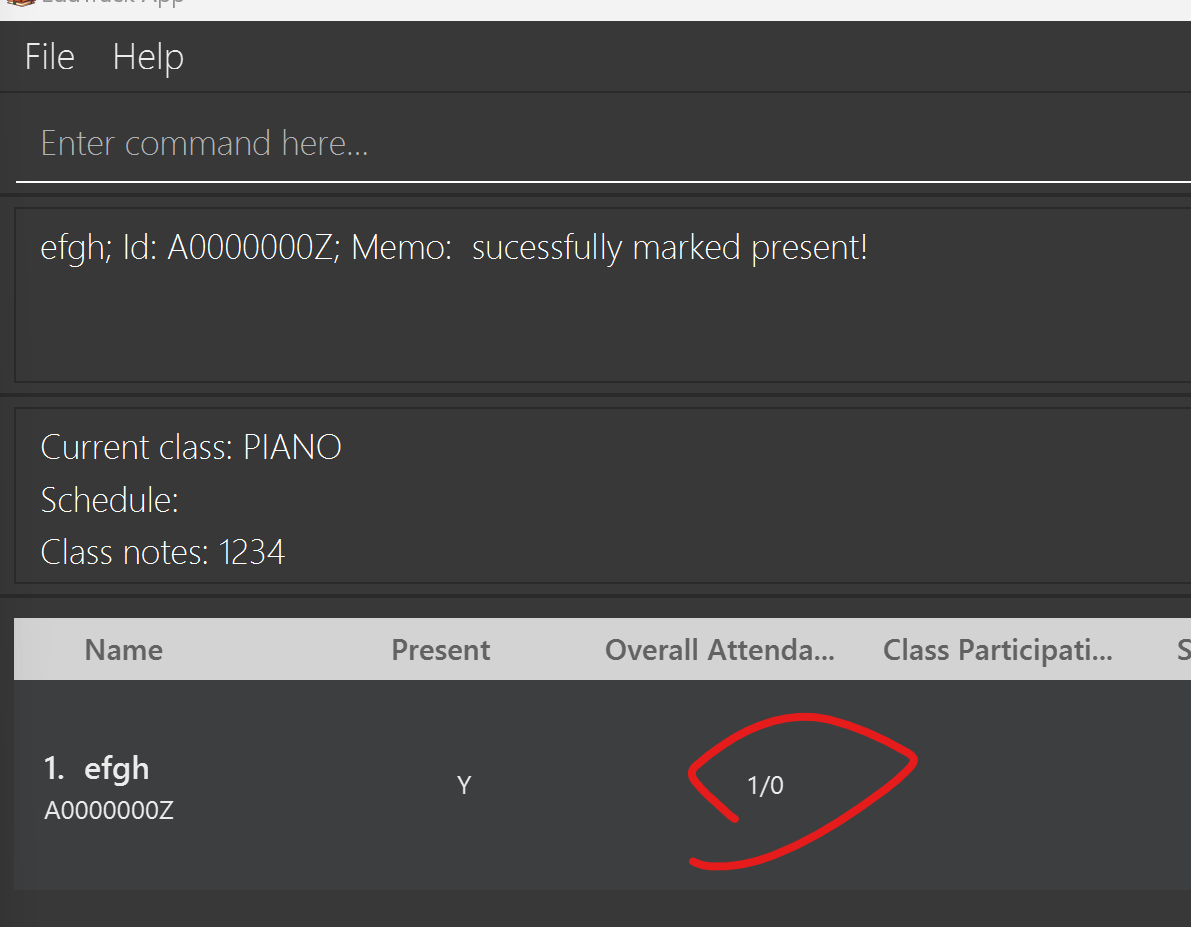 File Help
Enter command here...
efgh; Id: A0000000Z; Memo:  sucessfully marked present!
Current class: PIANO
Schedule:
Class notes: 1234
Name Present Overall Attenda... Class Participati...
1. efgh Y 1/0
A0000000Z